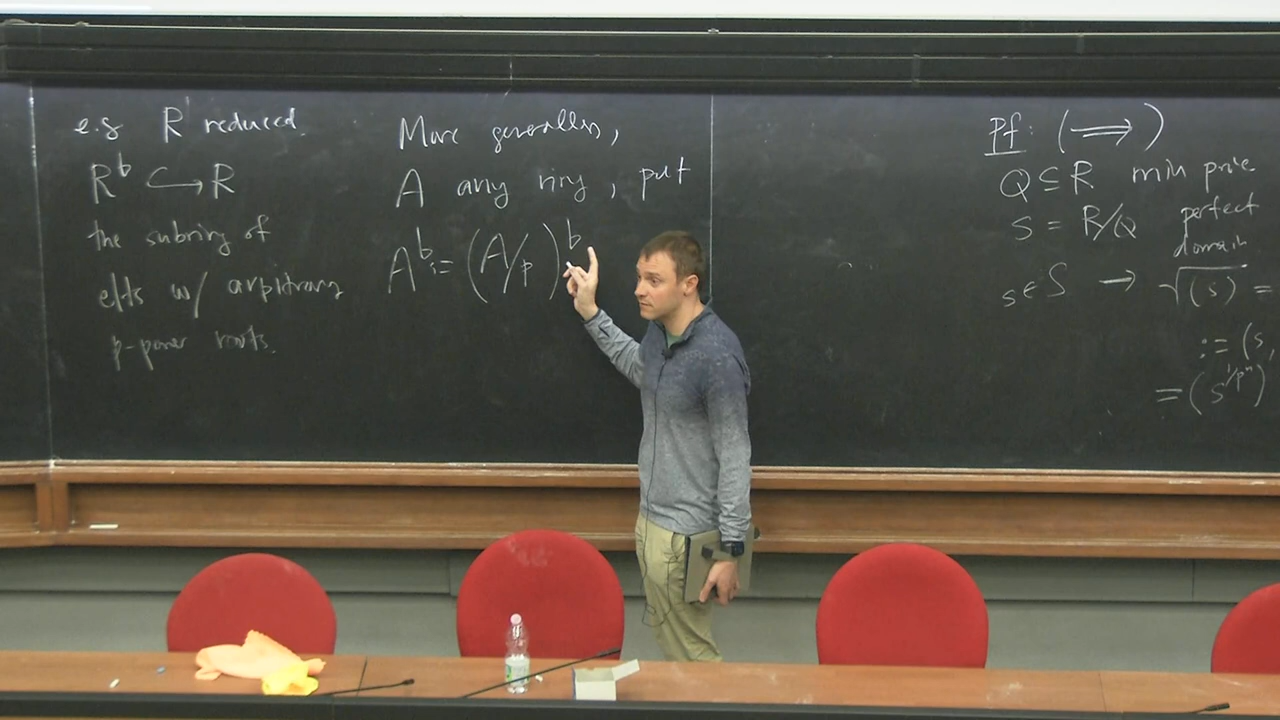 e.g R reduced.
R♭ ↪ R
the subring of
elts w/ arbitrary
p-power roots.
More generally,
A any ring, put
A♭ := (A/p)♭
Pf: (⟹)
Q ⊆ R min prime
S = R/Q perfect
domain
s ∈ S → √(s) =
:= (s,
= (s^{1/pⁿ})